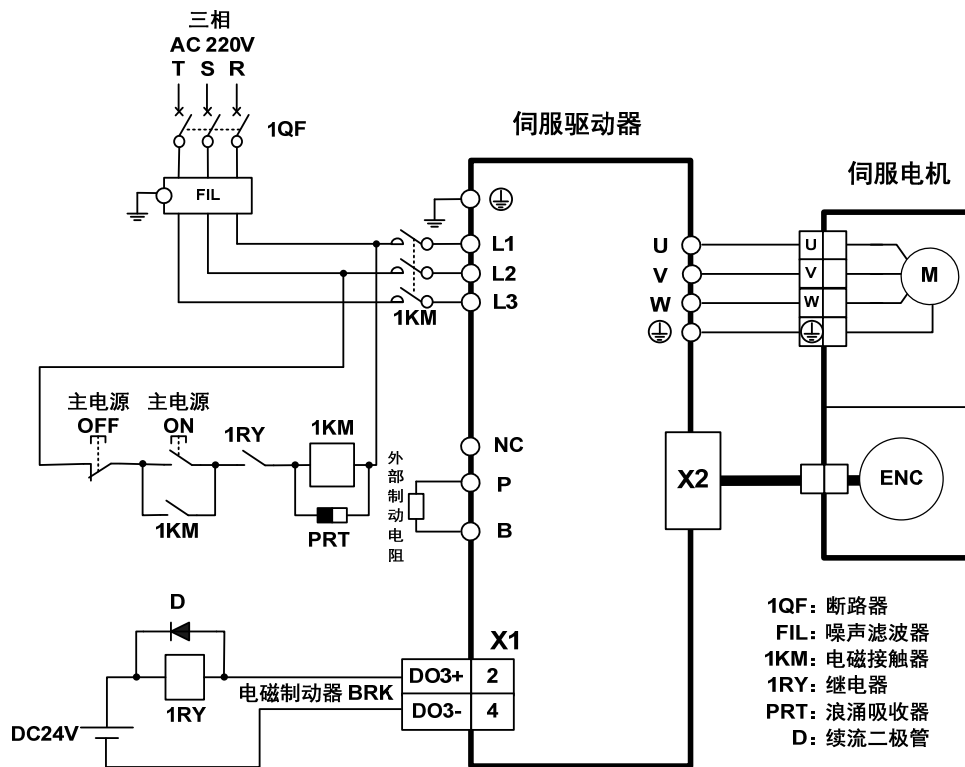 三相
AC 220V
T S R
1QF
FIL
伺服驱动器
伺服电机
L1
L2
L3
1KM
U
V
W
U
V
W
M
主电源
OFF
主电源
ON
1RY
1KM
1KM
PRT
外部制动电阻
NC
P
B
X2
ENC
D
1RY
DC24V
电磁制动器 BRK
X1
DO3+ 2
DO3- 4
1QF：断路器
FIL：噪声滤波器
1KM：电磁接触器
1RY：继电器
PRT：浪涌吸收器
D：续流二极管